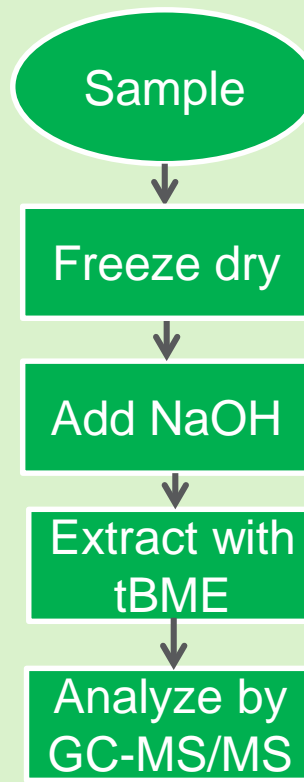 Sample
Freeze dry
Add NaOH
Extract with
tBME
Analyze by
GC-MS/MS